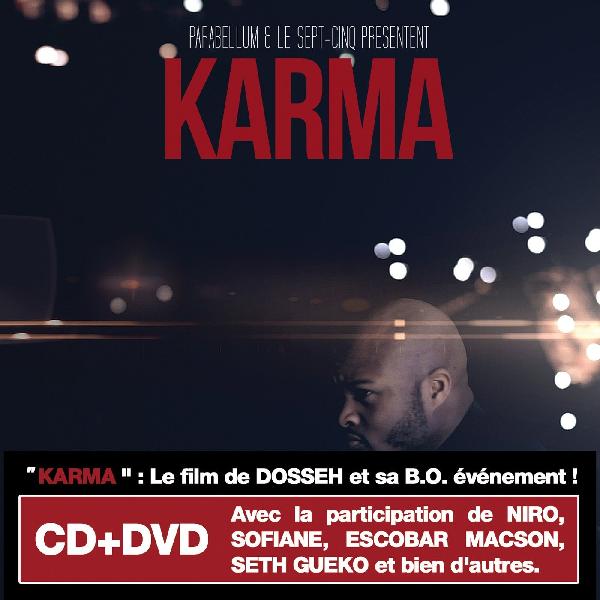 PARABELLUM & LE SEPT-CINQ PRESENTENT
KARMA
"KARMA" : Le film de DOSSEH et sa B.O. événement !
CD+DVD
Avec la participation de NIRO,
SOFIANE, ESCOBAR MACSON,
SETH GUEKO et bien d'autres.